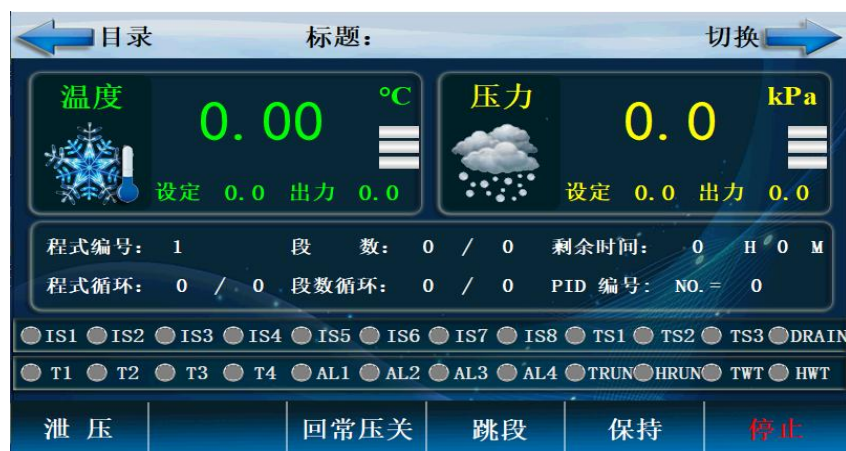 目录 标题： 切换
温度 °C 压力 kPa
0.00 0.0
设定 0.0 出力 0.0 设定 0.0 出力 0.0
程式编号： 1 段 数： 0 / 0 剩余时间： 0 H 0 M
程式循环： 0 / 0 段数循环： 0 / 0 PID 编号： NO.= 0
IS1 IS2 IS3 IS4 IS5 IS6 IS7 IS8 TS1 TS2 TS3 DRAIN
T1 T2 T3 T4 AL1 AL2 AL3 AL4 TRUN HRUN TWT HWT
泄 压 回常压关 跳段 保持 停止